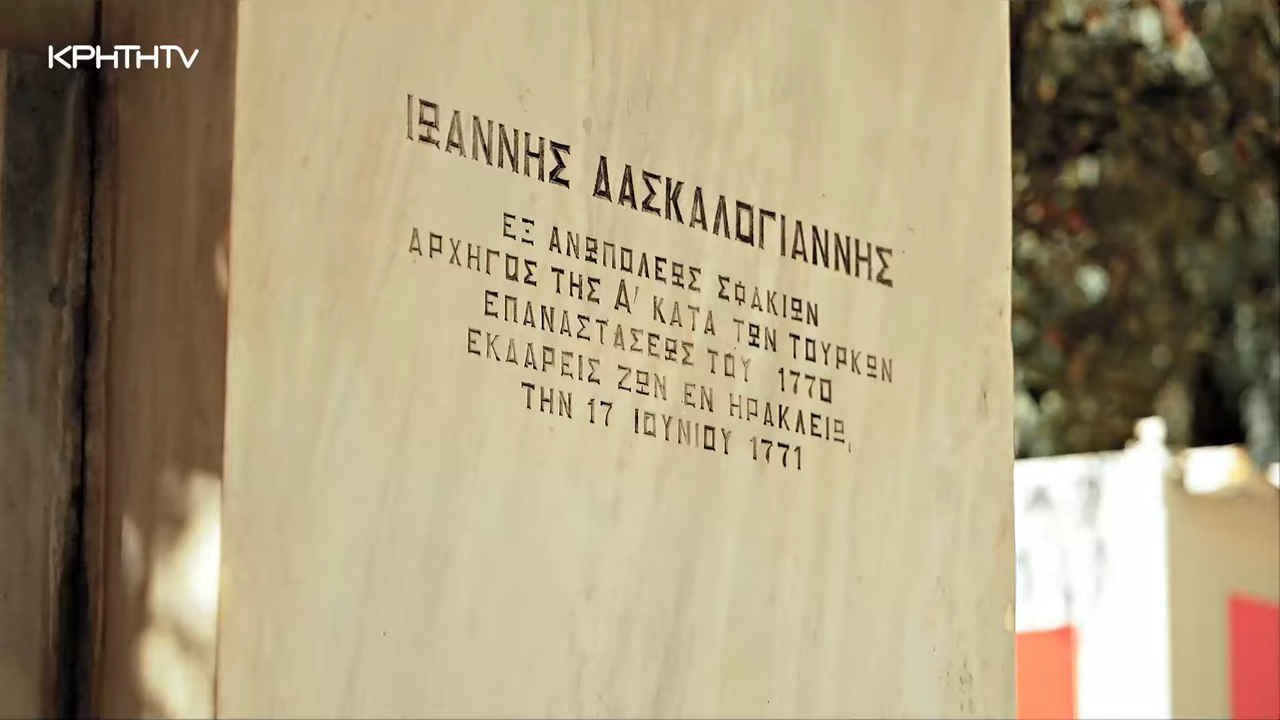 ΚΡΗΤΗTV
ΙΩΑΝΝΗΣ ΔΑΣΚΑΛΟΓΙΑΝΝΗΣ
ΕΞ ΑΝΩΠΟΛΕΩΣ ΣΦΑΚΙΩΝ
ΑΡΧΗΓΟΣ ΤΗΣ Α' ΚΑΤΑ ΤΩΝ ΤΟΥΡΚΩΝ
ΕΠΑΝΑΣΤΑΣΕΩΣ ΤΟΥ 1770
ΕΚΔΑΡΕΙΣ ΖΩΝ ΕΝ ΗΡΑΚΛΕΙΩ,
ΤΗΝ 17 ΙΟΥΝΙΟΥ 1771